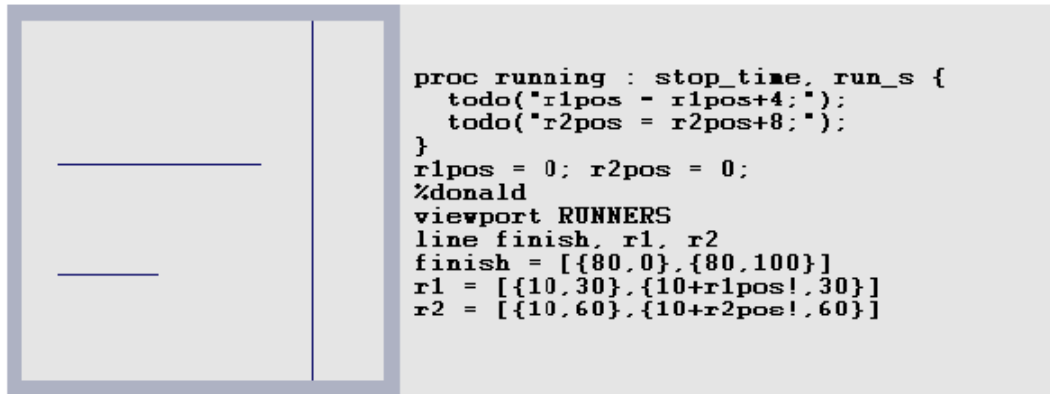 proc running : stop_time, run_s {
todo("r1pos = r1pos+4;");
todo("r2pos = r2pos+8;");
}
r1pos = 0; r2pos = 0;
%donald
viewport RUNNERS
line finish, r1, r2
finish = [{80,0},{80,100}]
r1 = [{10,30},{10+r1pos!,30}]
r2 = [{10,60},{10+r2pos!,60}]